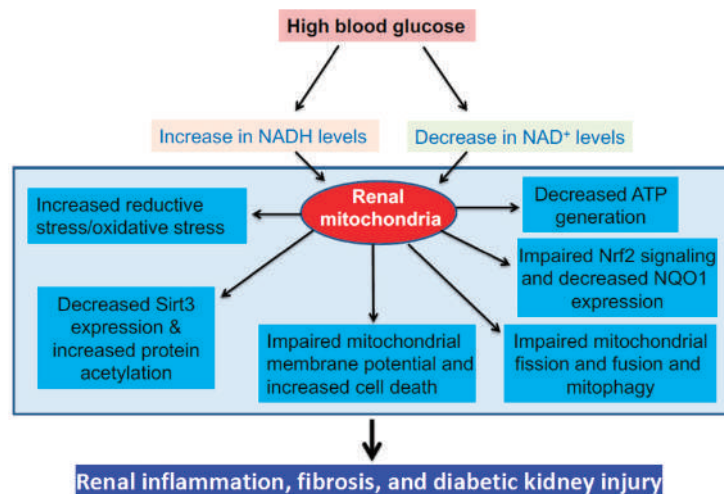 High blood glucose
Increase in NADH levels
Decrease in NAD⁺ levels
Renal
mitochondria
Increased reductive
stress/oxidative stress
Decreased ATP
generation
Impaired Nrf2 signaling
and decreased NQO1
expression
Decreased Sirt3
expression &
increased protein
acetylation
Impaired mitochondrial
membrane potential and
increased cell death
Impaired mitochondrial
fission and fusion and
mitophagy
Renal inflammation, fibrosis, and diabetic kidney injury